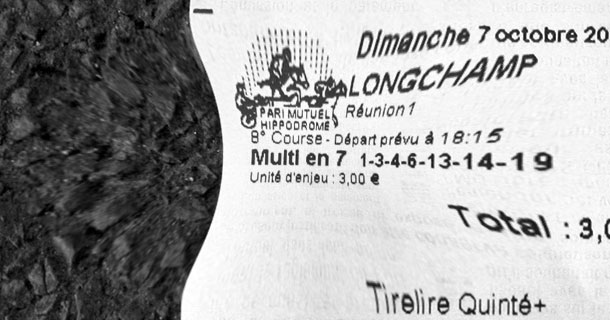 Dimanche 7 octobre 20
LONGCHAMP
Réunion 1
PARI MUTUEL
HIPPODROME
8° Course - Départ prévu à 18:15
Multi en 7 1-3-4-6-13-14-19
Unité d'enjeu : 3,00 €
Total : 3,0
Tirelire Quinté+